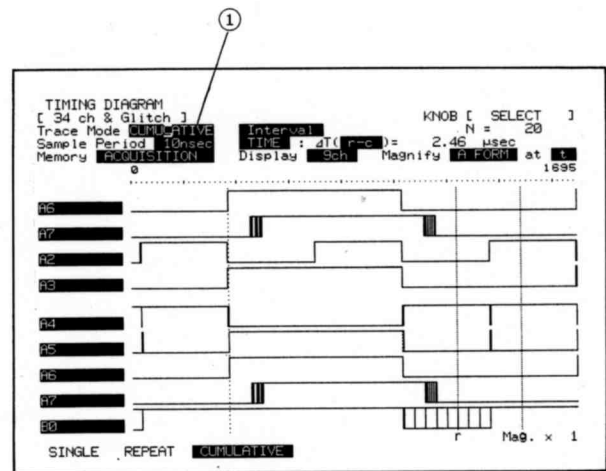 ①
TIMING DIAGRAM
[ 34 ch & Glitch ] KNOB [ SELECT ]
Trace Mode CUMULATIVE Interval N = 20
Sample Period 10nsec TIME : ΔT( r-c )= 2.46 µsec
Memory ACQUISITION Display 9ch Magnify A FORM at t
0 1695
A6
A7
A2
A3
A4
A5
A6
A7
B0
r Mag. x 1
SINGLE REPEAT CUMULATIVE